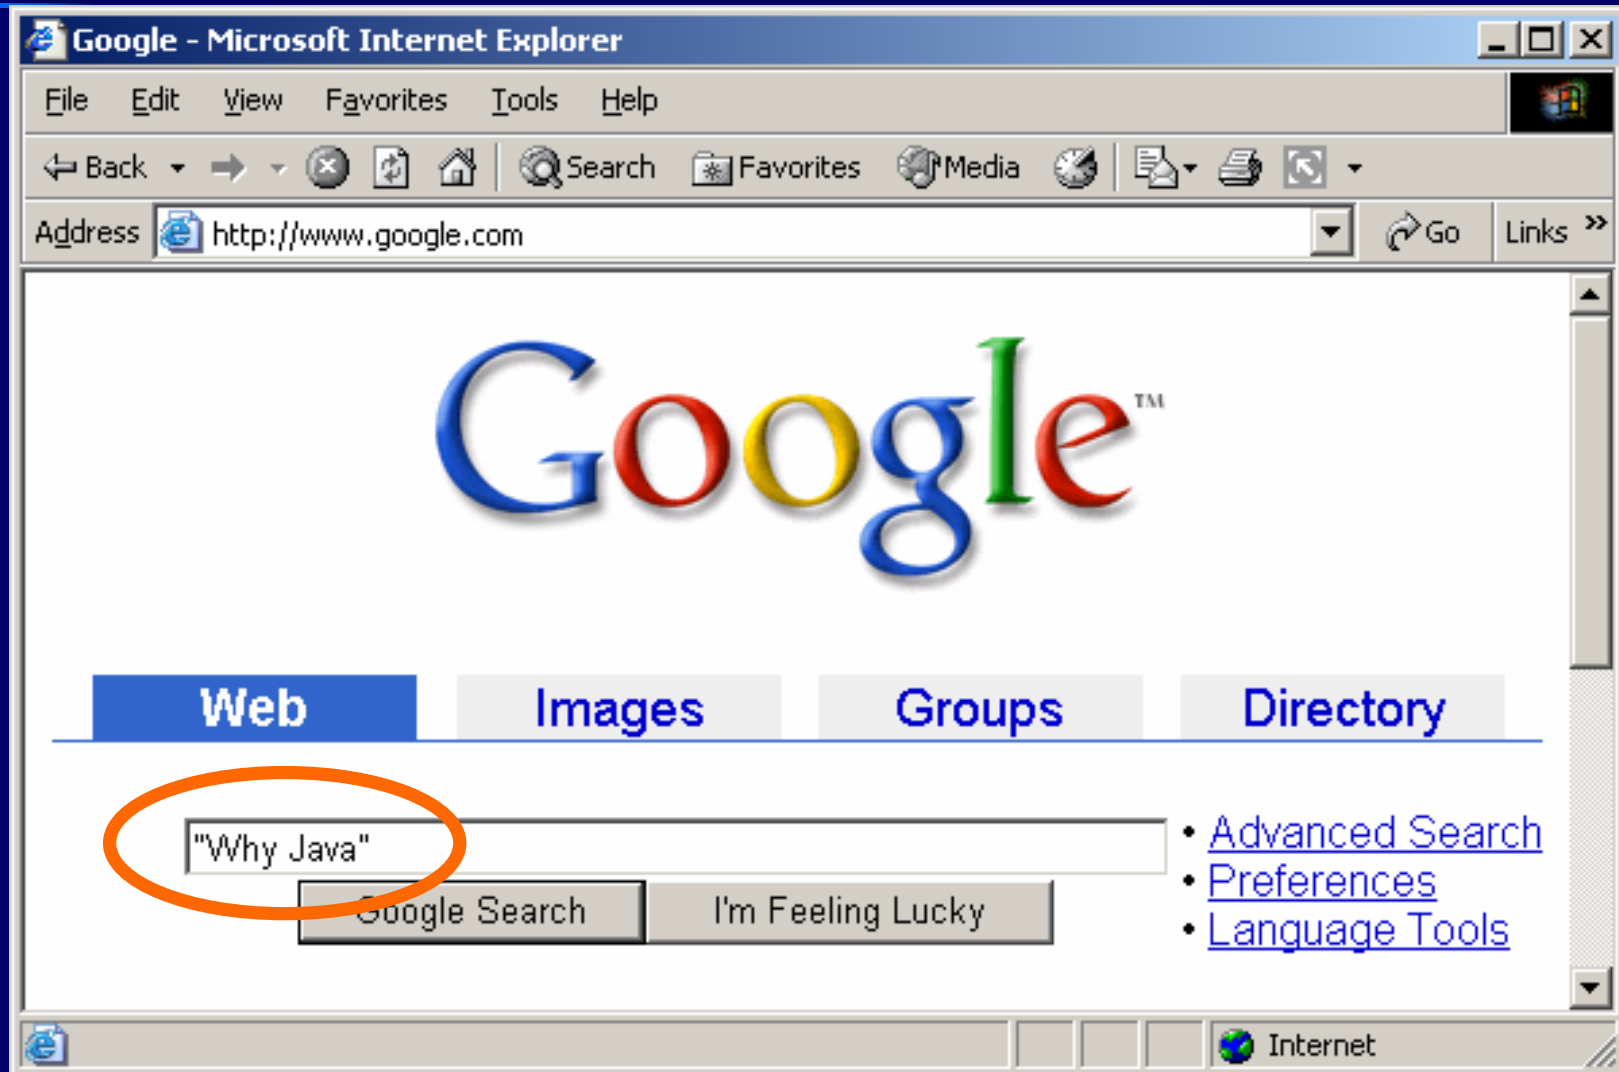 Google - Microsoft Internet Explorer
File Edit View Favorites Tools Help
Back Search Favorites Media
Address http://www.google.com Go Links »
Google™
Web Images Groups Directory
"Why Java"
Google Search I'm Feeling Lucky
• Advanced Search
• Preferences
• Language Tools
Internet